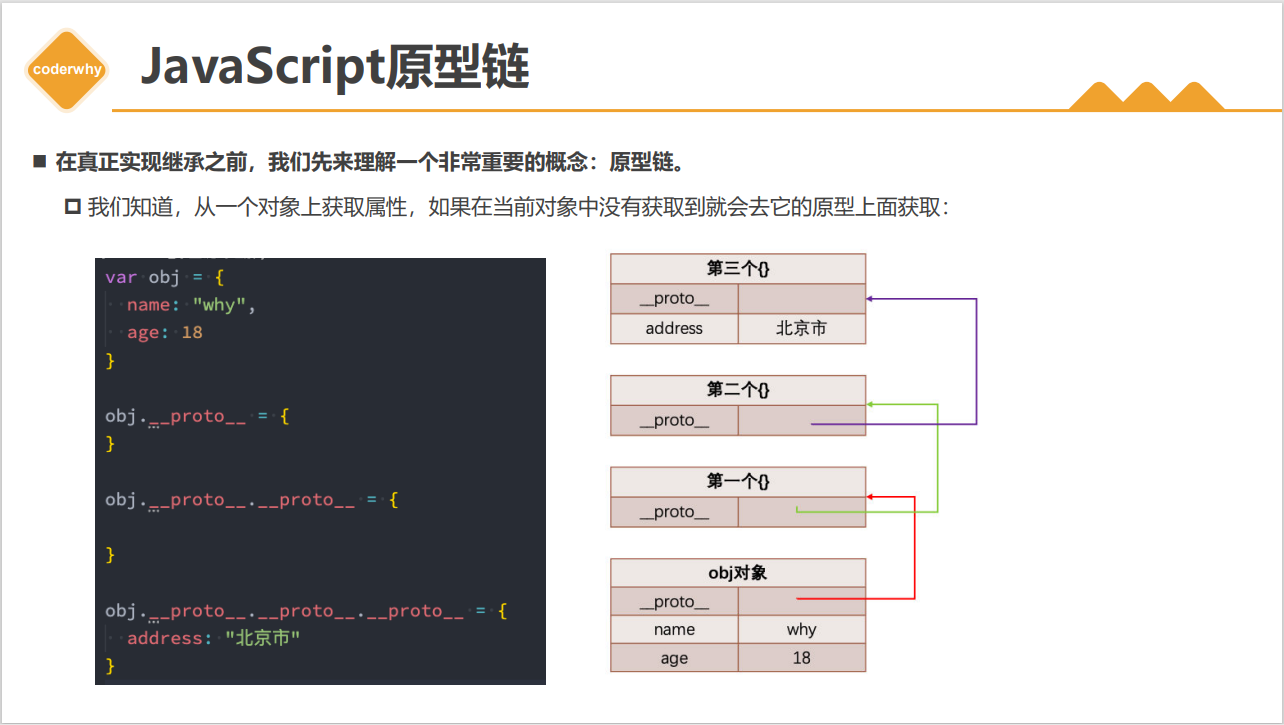 coderwhy
JavaScript原型链
在真正实现继承之前，我们先来理解一个非常重要的概念：原型链。
我们知道，从一个对象上获取属性，如果在当前对象中没有获取到就会去它的原型上面获取：
var obj = {
name: "why",
age: 18
}
obj.__proto__ = {
}
obj.__proto__.__proto__ = {
}
obj.__proto__.__proto__.__proto__ = {
address: "北京市"
}
第三个{}
__proto__
address 北京市
第二个{}
__proto__
第一个{}
__proto__
obj对象
__proto__
name why
age 18